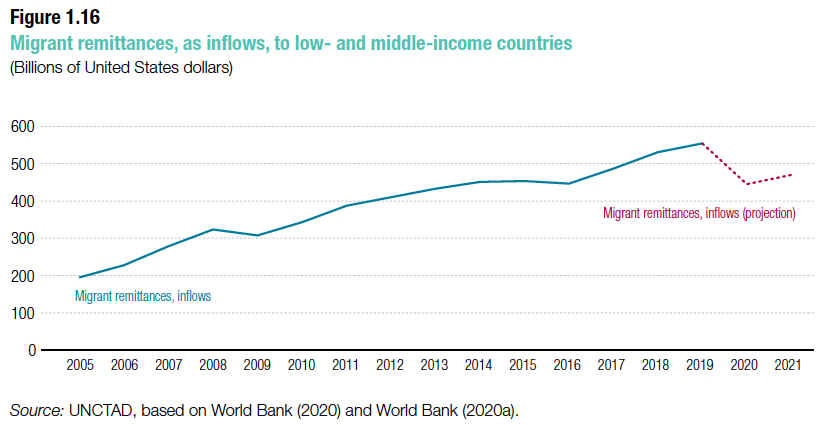 Figure 1.16
Migrant remittances, as inflows, to low- and middle-income countries
(Billions of United States dollars)
600
500
400
300
200
100
0
Migrant remittances, inflows (projection)
Migrant remittances, inflows
2005 2006 2007 2008 2009 2010 2011 2012 2013 2014 2015 2016 2017 2018 2019 2020 2021
Source: UNCTAD, based on World Bank (2020) and World Bank (2020a).